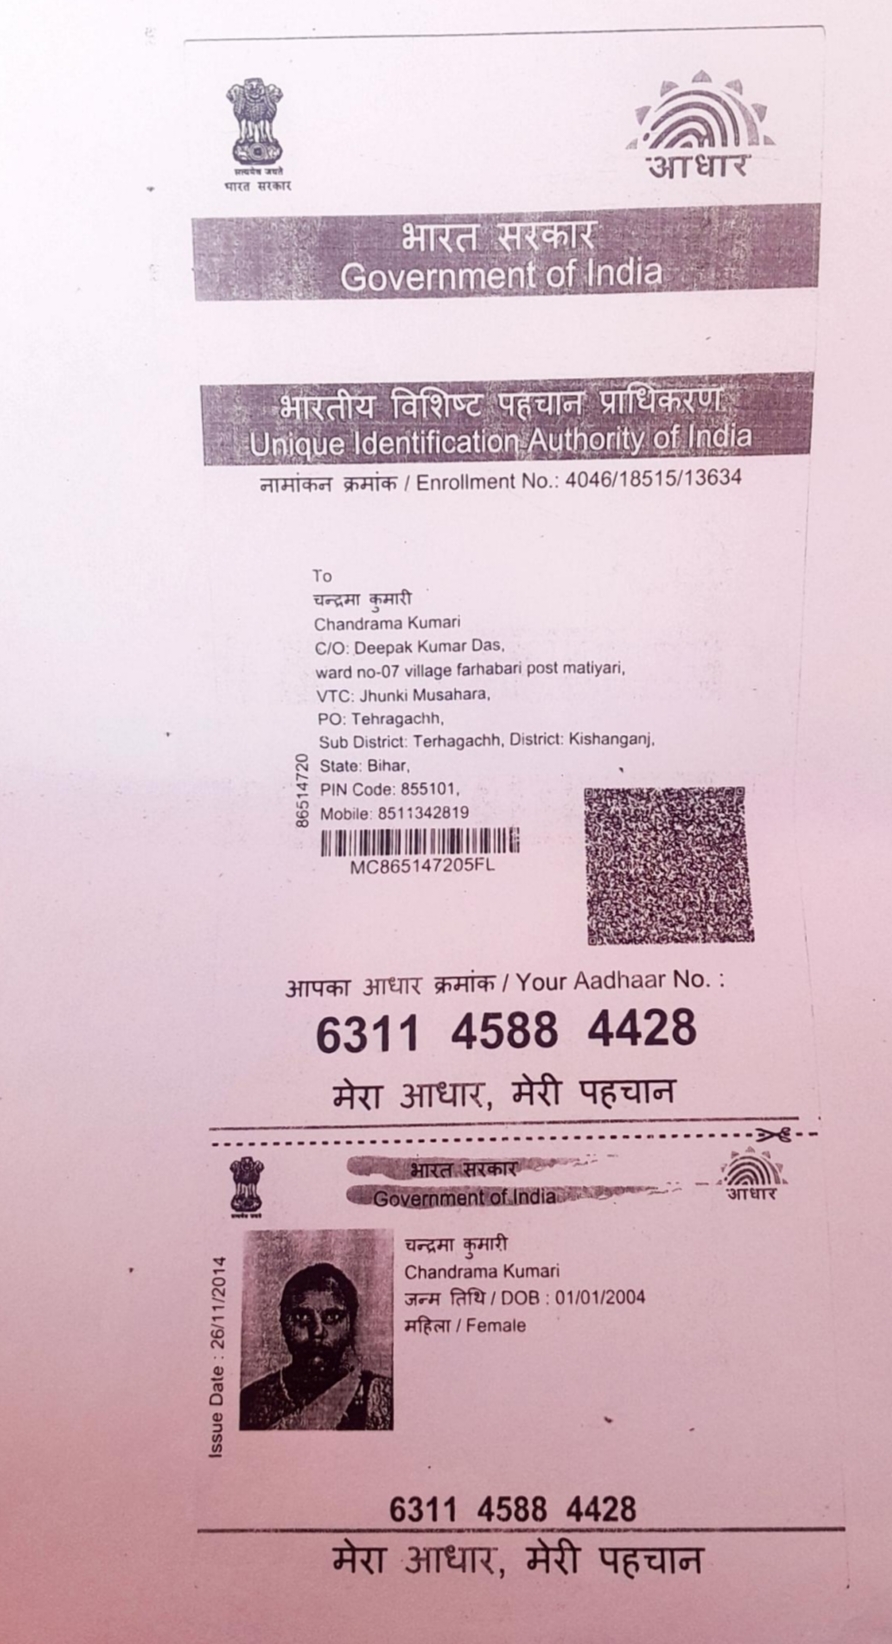 सत्यमेव जयते
भारत सरकार
आधार
भारत सरकार
Government of India
भारतीय विशिष्ट पहचान प्राधिकरण
Unique Identification Authority of India
नामांकन क्रमांक / Enrollment No.: 4046/18515/13634
To
चन्द्रमा कुमारी
Chandrama Kumari
C/O: Deepak Kumar Das,
ward no-07 village farhabari post matiyari,
VTC: Jhunki Musahara,
PO: Tehragachh,
Sub District: Terhagachh, District: Kishanganj,
State: Bihar,
PIN Code: 855101,
Mobile: 8511342819
86514720
MC865147205FL
आपका आधार क्रमांक / Your Aadhaar No. :
6311 4588 4428
मेरा आधार, मेरी पहचान
भारत सरकार
Government of India
आधार
Issue Date : 26/11/2014
चन्द्रमा कुमारी
Chandrama Kumari
जन्म तिथि / DOB : 01/01/2004
महिला / Female
6311 4588 4428
मेरा आधार, मेरी पहचान